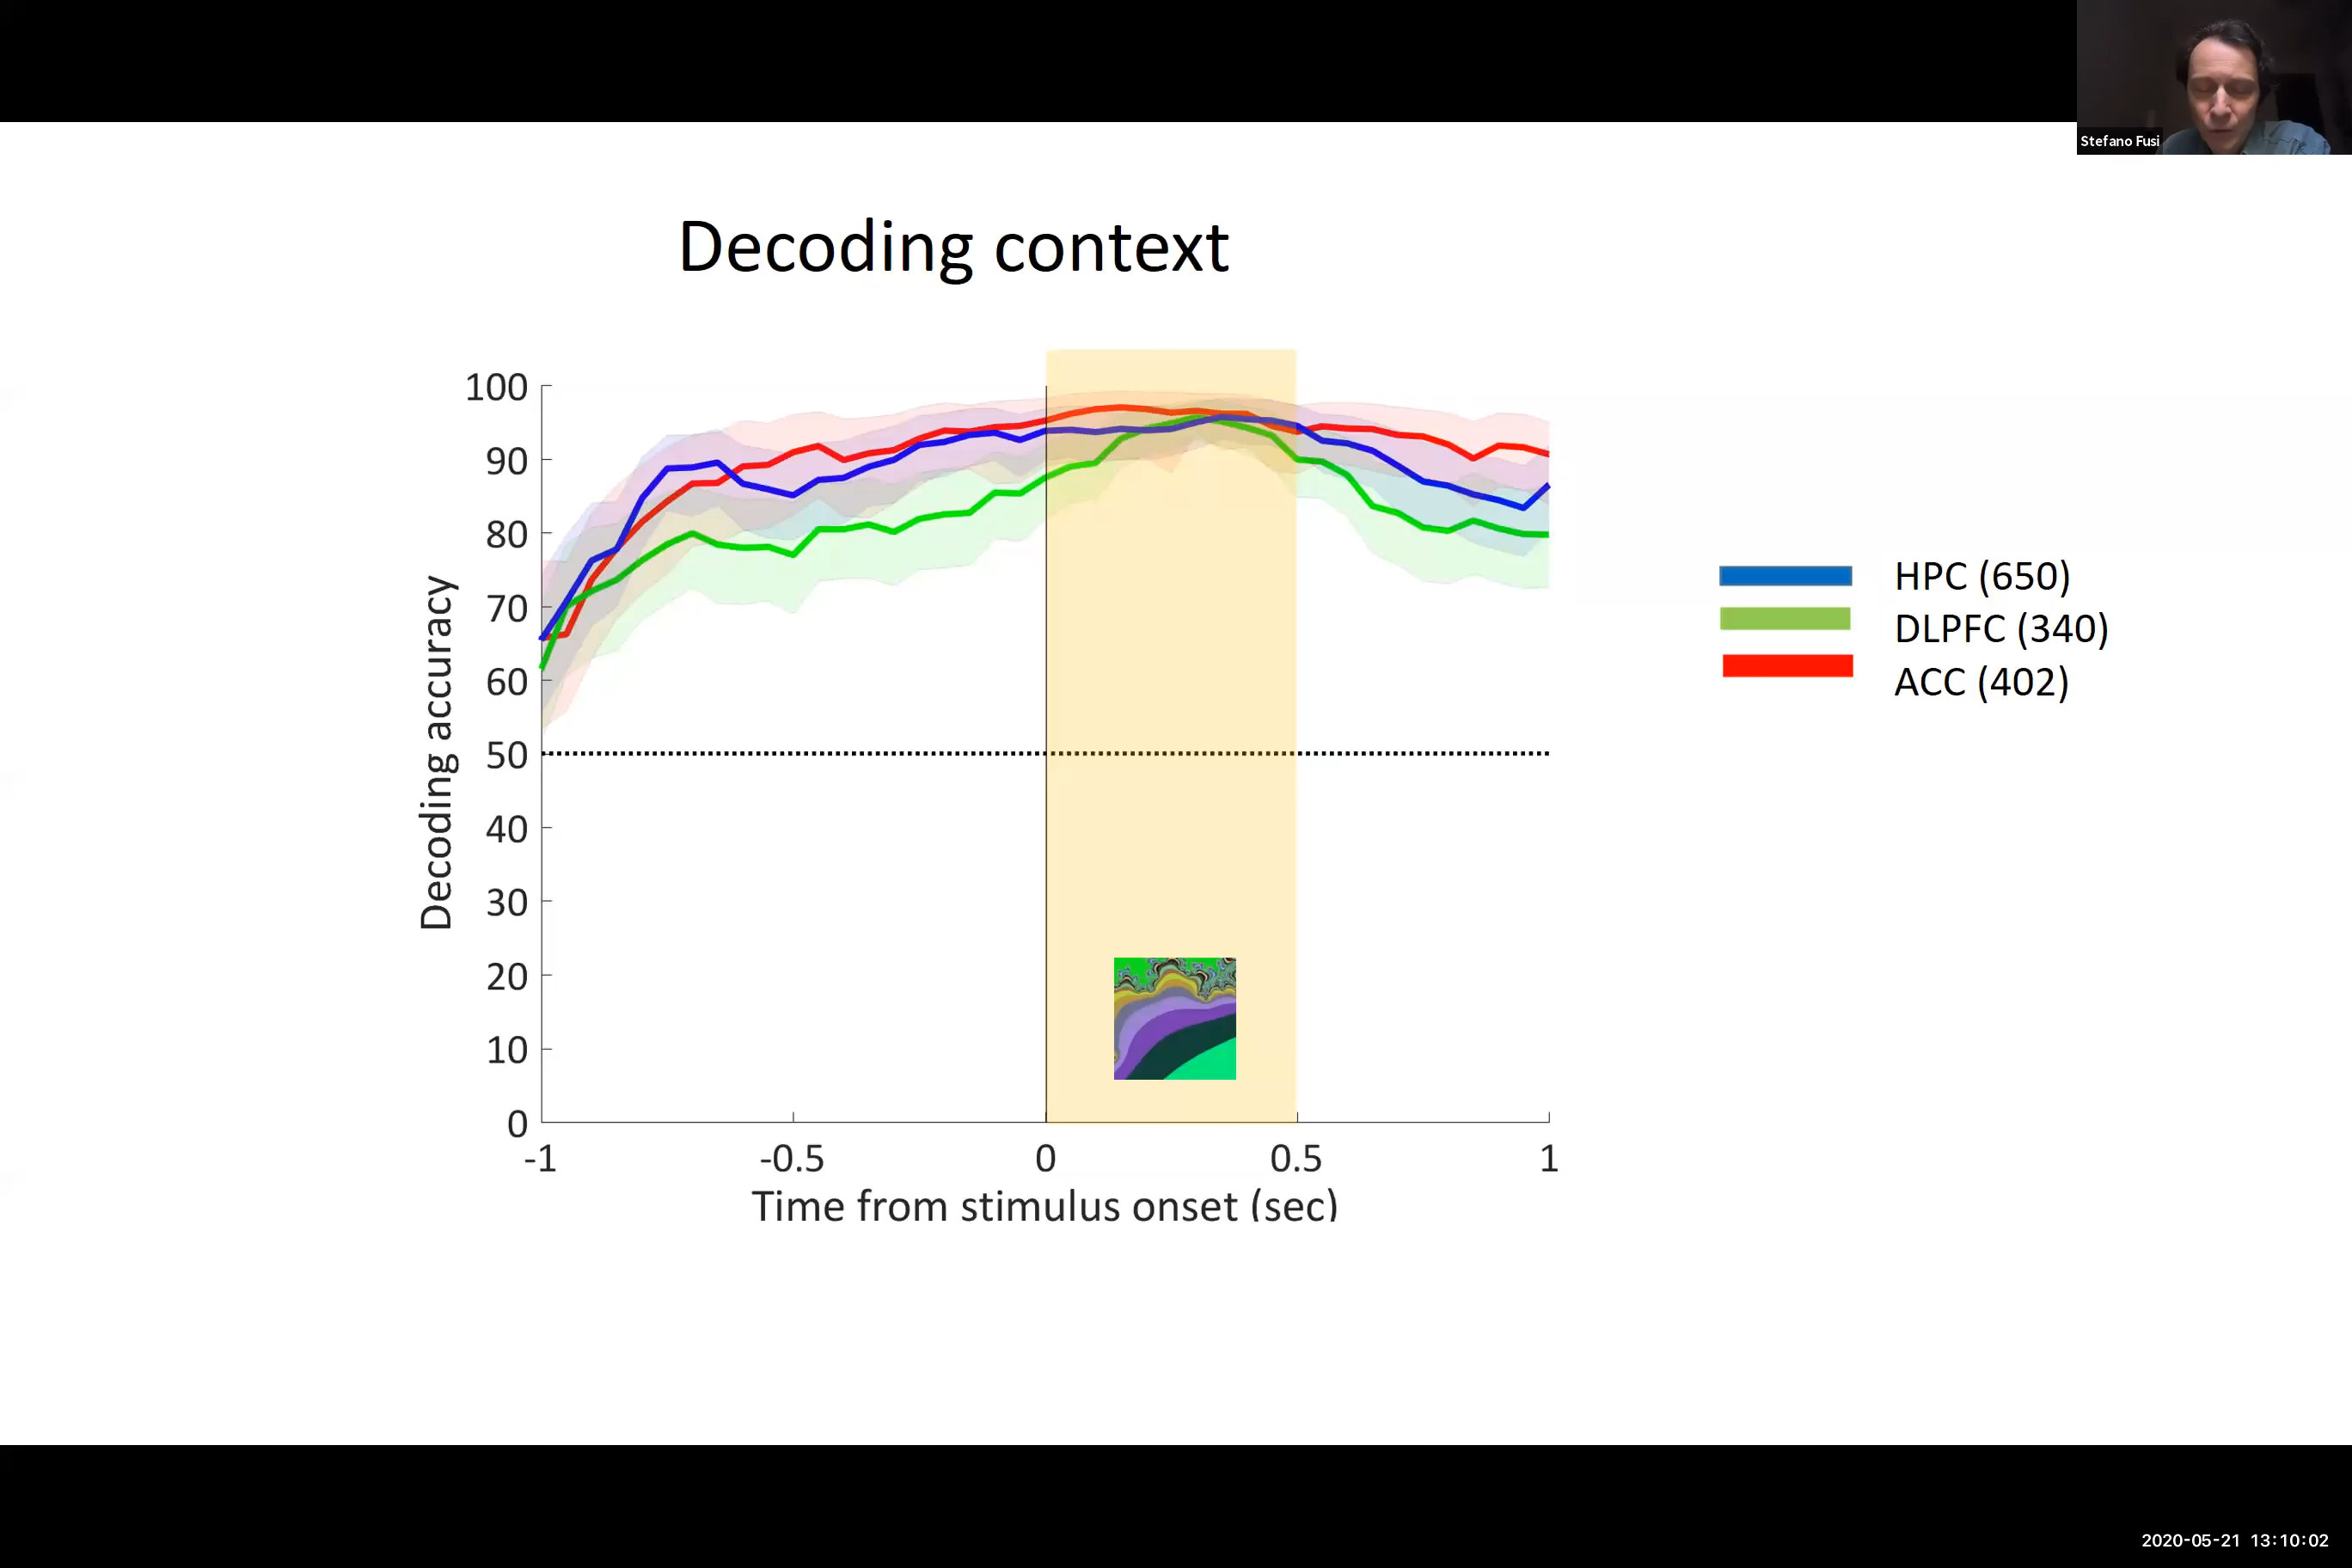 Stefano Fusi
Decoding context
100
90
80
70
60
50
40
30
20
10
0
Decoding accuracy
-1
-0.5
0
0.5
1
Time from stimulus onset (sec)
HPC (650)
DLPFC (340)
ACC (402)
2020-05-21 13:10:02